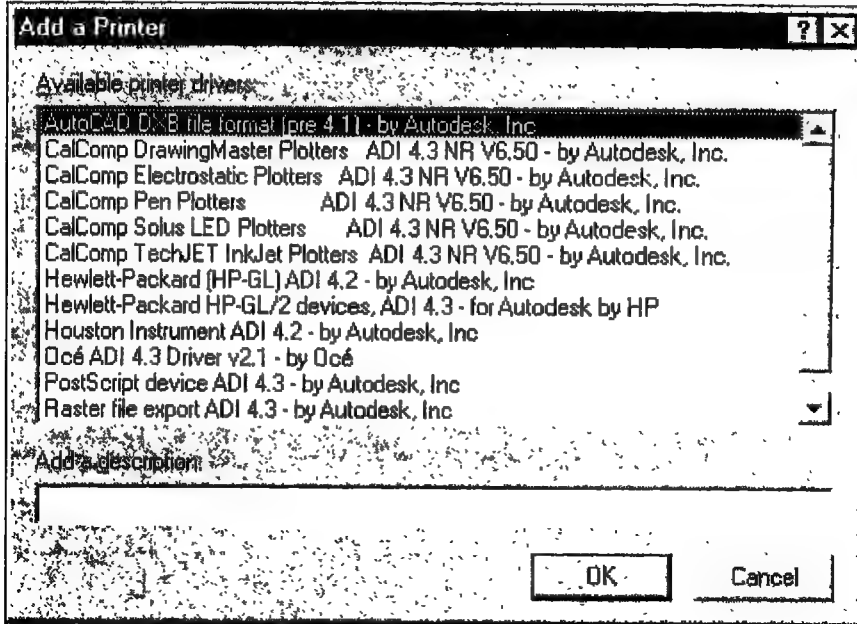 Add a Printer
Available printer drivers:
AutoCAD DXB file format (pre 4.1) - by Autodesk, Inc
CalComp DrawingMaster Plotters ADI 4.3 NR V6.50 - by Autodesk, Inc.
CalComp Electrostatic Plotters ADI 4.3 NR V6.50 - by Autodesk, Inc.
CalComp Pen Plotters ADI 4.3 NR V6.50 - by Autodesk, Inc.
CalComp Solus LED Plotters ADI 4.3 NR V6.50 - by Autodesk, Inc.
CalComp TechJET InkJet Plotters ADI 4.3 NR V6.50 - by Autodesk, Inc.
Hewlett-Packard (HP-GL) ADI 4.2 - by Autodesk, Inc
Hewlett-Packard HP-GL/2 devices, ADI 4.3 - for Autodesk by HP
Houston Instrument ADI 4.2 - by Autodesk, Inc
Océ ADI 4.3 Driver v2.1 - by Océ
PostScript device ADI 4.3 - by Autodesk, Inc
Raster file export ADI 4.3 - by Autodesk, Inc
Add a description:
OK Cancel